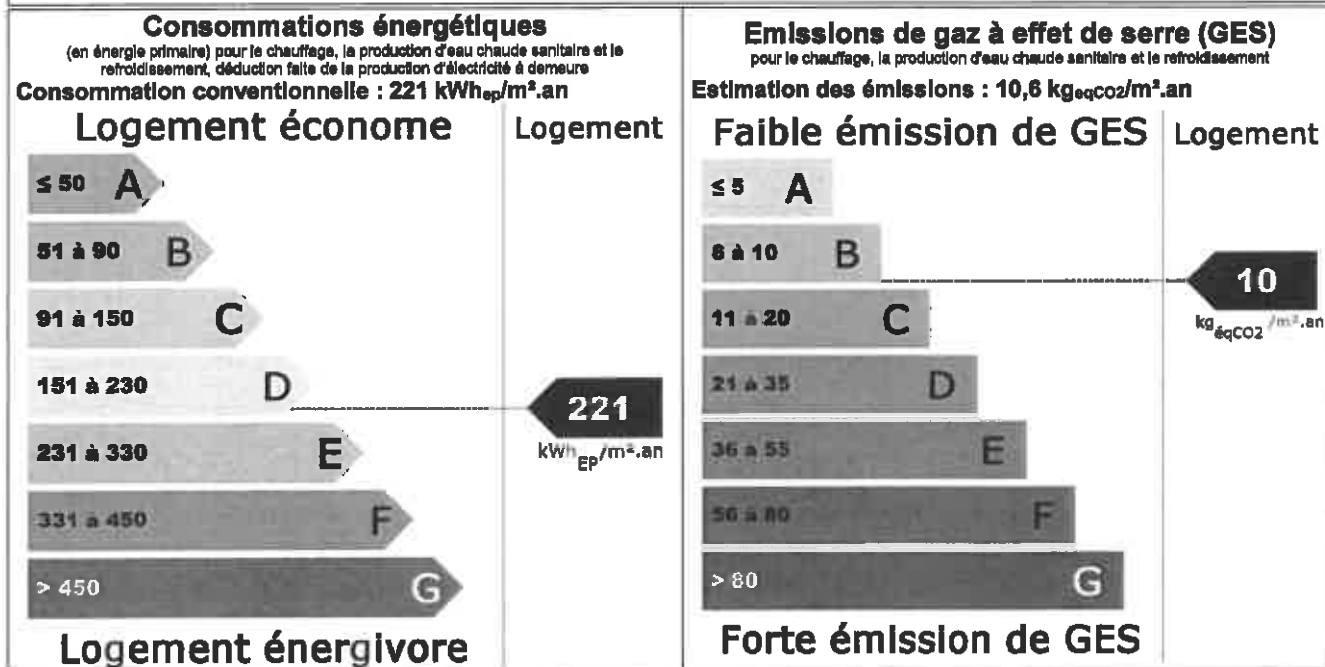 Consommations énergétiques
(en énergie primaire) pour le chauffage, la production d'eau chaude sanitaire et le
refroidissement, déduction faite de la production d'électricité à demeure
Consommation conventionnelle : 221 kWhep/m².an
Logement économe
Logement
≤ 50 A
51 à 90 B
91 à 150 C
151 à 230 D
221
kWhEP/m².an
231 à 330 E
331 à 450 F
> 450 G
Logement énergivore
Emissions de gaz à effet de serre (GES)
pour le chauffage, la production d'eau chaude sanitaire et le refroidissement
Estimation des émissions : 10,6 kgeqCO2/m².an
Faible émission de GES
Logement
≤ 5 A
6 à 10 B
10
kgéqCO2/m².an
11 à 20 C
21 à 35 D
36 à 55 E
56 à 80 F
> 80 G
Forte émission de GES